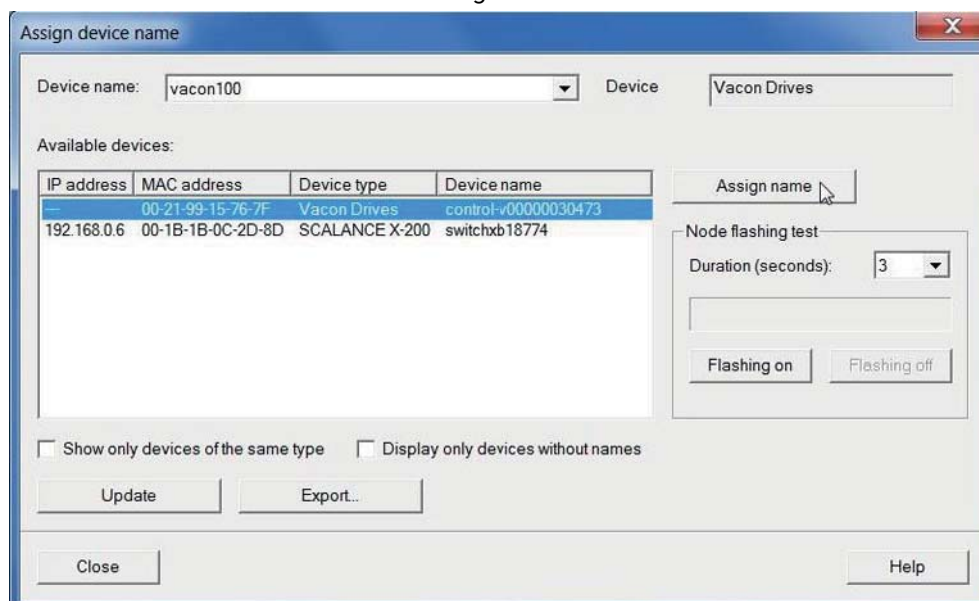 Assign device name
Device name: vacon100 Device Vacon Drives
Available devices:
IP address MAC address Device type Device name
--- 00-21-99-15-76-7F Vacon Drives control-v00000030473
192.168.0.6 00-1B-1B-0C-2D-8D SCALANCE X-200 switchxb18774
Assign name
Node flashing test
Duration (seconds): 3
Flashing on Flashing off
Show only devices of the same type Display only devices without names
Update Export...
Close Help